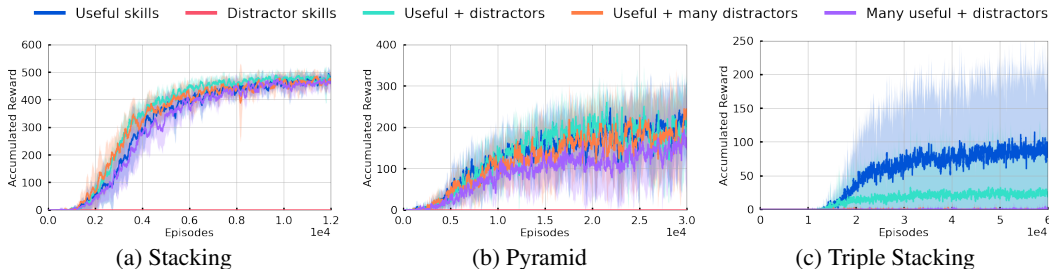 Useful skills Distractor skills Useful + distractors Useful + many distractors Many useful + distractors
600
500
400
300
200
100
0
Accumulated Reward
0.0 0.2 0.4 0.6 0.8 1.0 1.2
Episodes 1e4
(a) Stacking
400
300
200
100
0
Accumulated Reward
0.0 0.5 1.0 1.5 2.0 2.5 3.0
Episodes 1e4
(b) Pyramid
250
200
150
100
50
0
Accumulated Reward
0 1 2 3 4 5 6
Episodes 1e4
(c) Triple Stacking